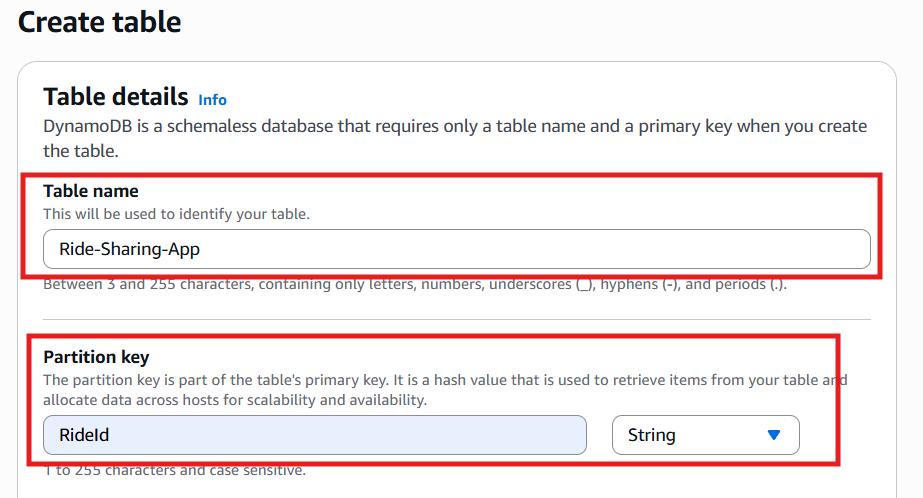 Create table
Table details Info
DynamoDB is a schemaless database that requires only a table name and a primary key when you create
the table.
Table name
This will be used to identify your table.
Ride-Sharing-App
Between 3 and 255 characters, containing only letters, numbers, underscores (_), hyphens (-), and periods (.).
Partition key
The partition key is part of the table's primary key. It is a hash value that is used to retrieve items from your table and
allocate data across hosts for scalability and availability.
RideId String
1 to 255 characters and case sensitive.